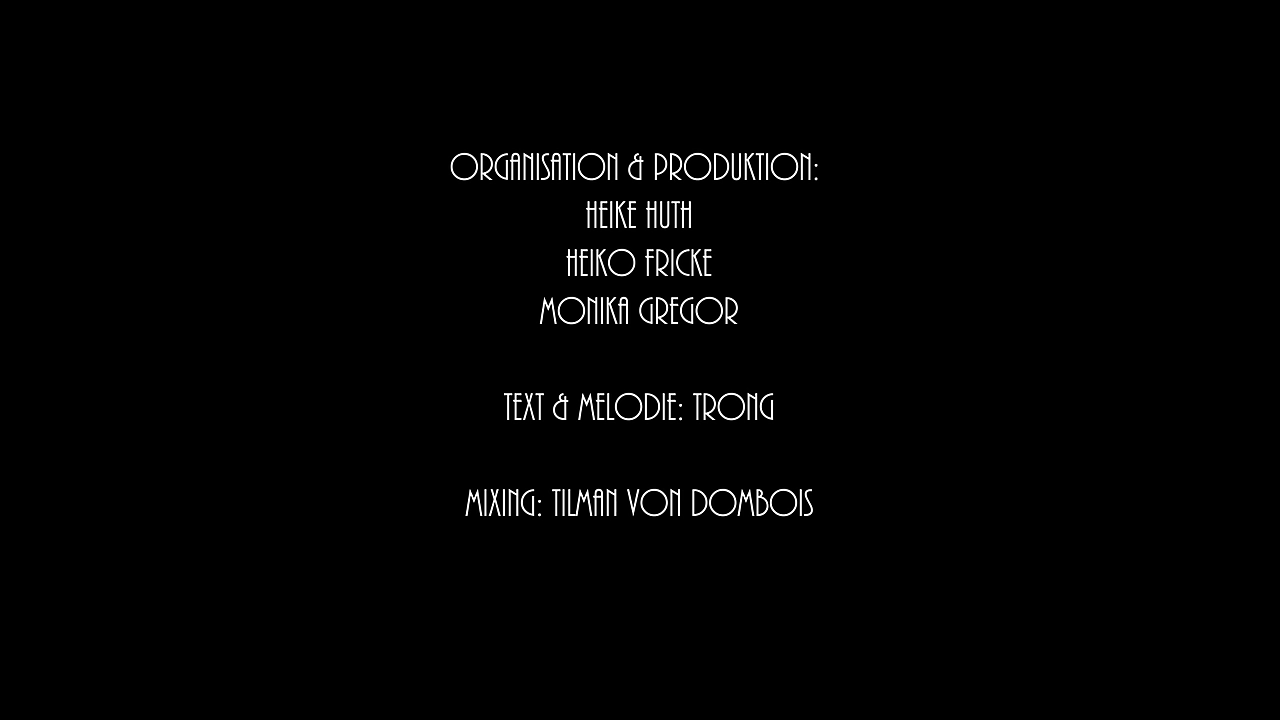 ORGANISATION & PRODUKTION:
HEIKE HUTH
HEIKO FRICKE
MONIKA GREGOR
TEXT & MELODIE: TRONG
MIXING: TILMAN VON DOMBOIS